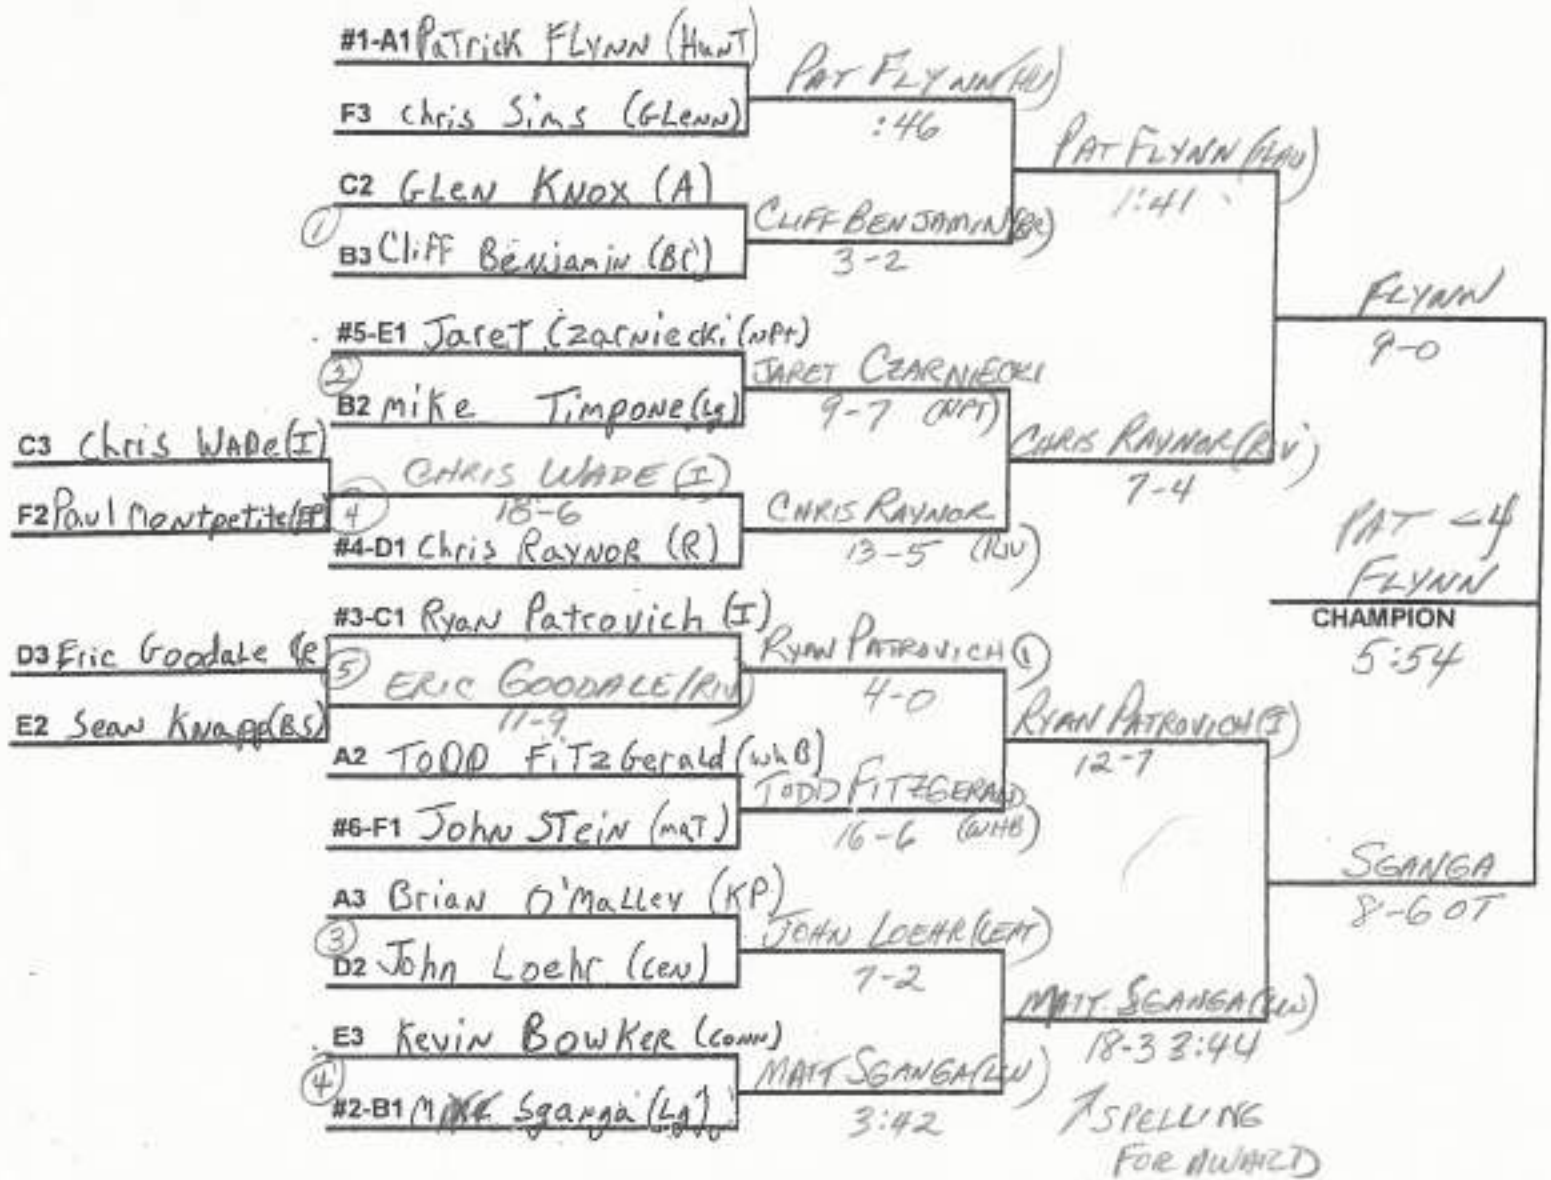 #1-A1 Patrick Flynn (Hunt)
PAT FLYNN (HU)
:46
F3 Chris Sims (Glenn)
PAT FLYNN
1:41
C2 Glen Knox (A)
CLIFF BENJAMIN (BR)
3-2
1
B3 Cliff Benjamin
FLYNN
9-0
#5-E1 Jaret Czarniecki (NPt)
JARET CZARNIECKI
9-7 (NPT)
2
B2 Mike Timpone (Lg)
C3 Chris Wade (I)
CHRIS WADE (I)
18-6
CHRIS RAYNOR (RIV)
7-4
F2 Paul Montpetite (EP)
4
CHRIS RAYNOR
13-5 (RIV)
#4-D1 Chris Raynor (R)
PAT <4
FLYNN
CHAMPION
5:54
#3-C1 Ryan Patrovich (I)
D3 Eric Goodale (R
RYAN PATROVICH (I)
4-0
5
ERIC GOODALE (RIV)
11-9
E2 Sean Knapp (BS)
RYAN PATROVICH (I)
12-7
A2 Todd Fitzgerald (WhB)
TODD FITZGERALD
16-6 (WHB)
#6-F1 John Stein (mat)
SGANGA
8-6 OT
A3 Brian O'Malley (KP)
JOHN LOEHR
7-2
3
D2 John Loehr (Cen)
MATT SGANGA
18-3 3:44
E3 Kevin Bowker (Conn)
MATT SGANGA
3:42
4
#2-B1 Sganga (Lg)
SPELLING
FOR AWARD